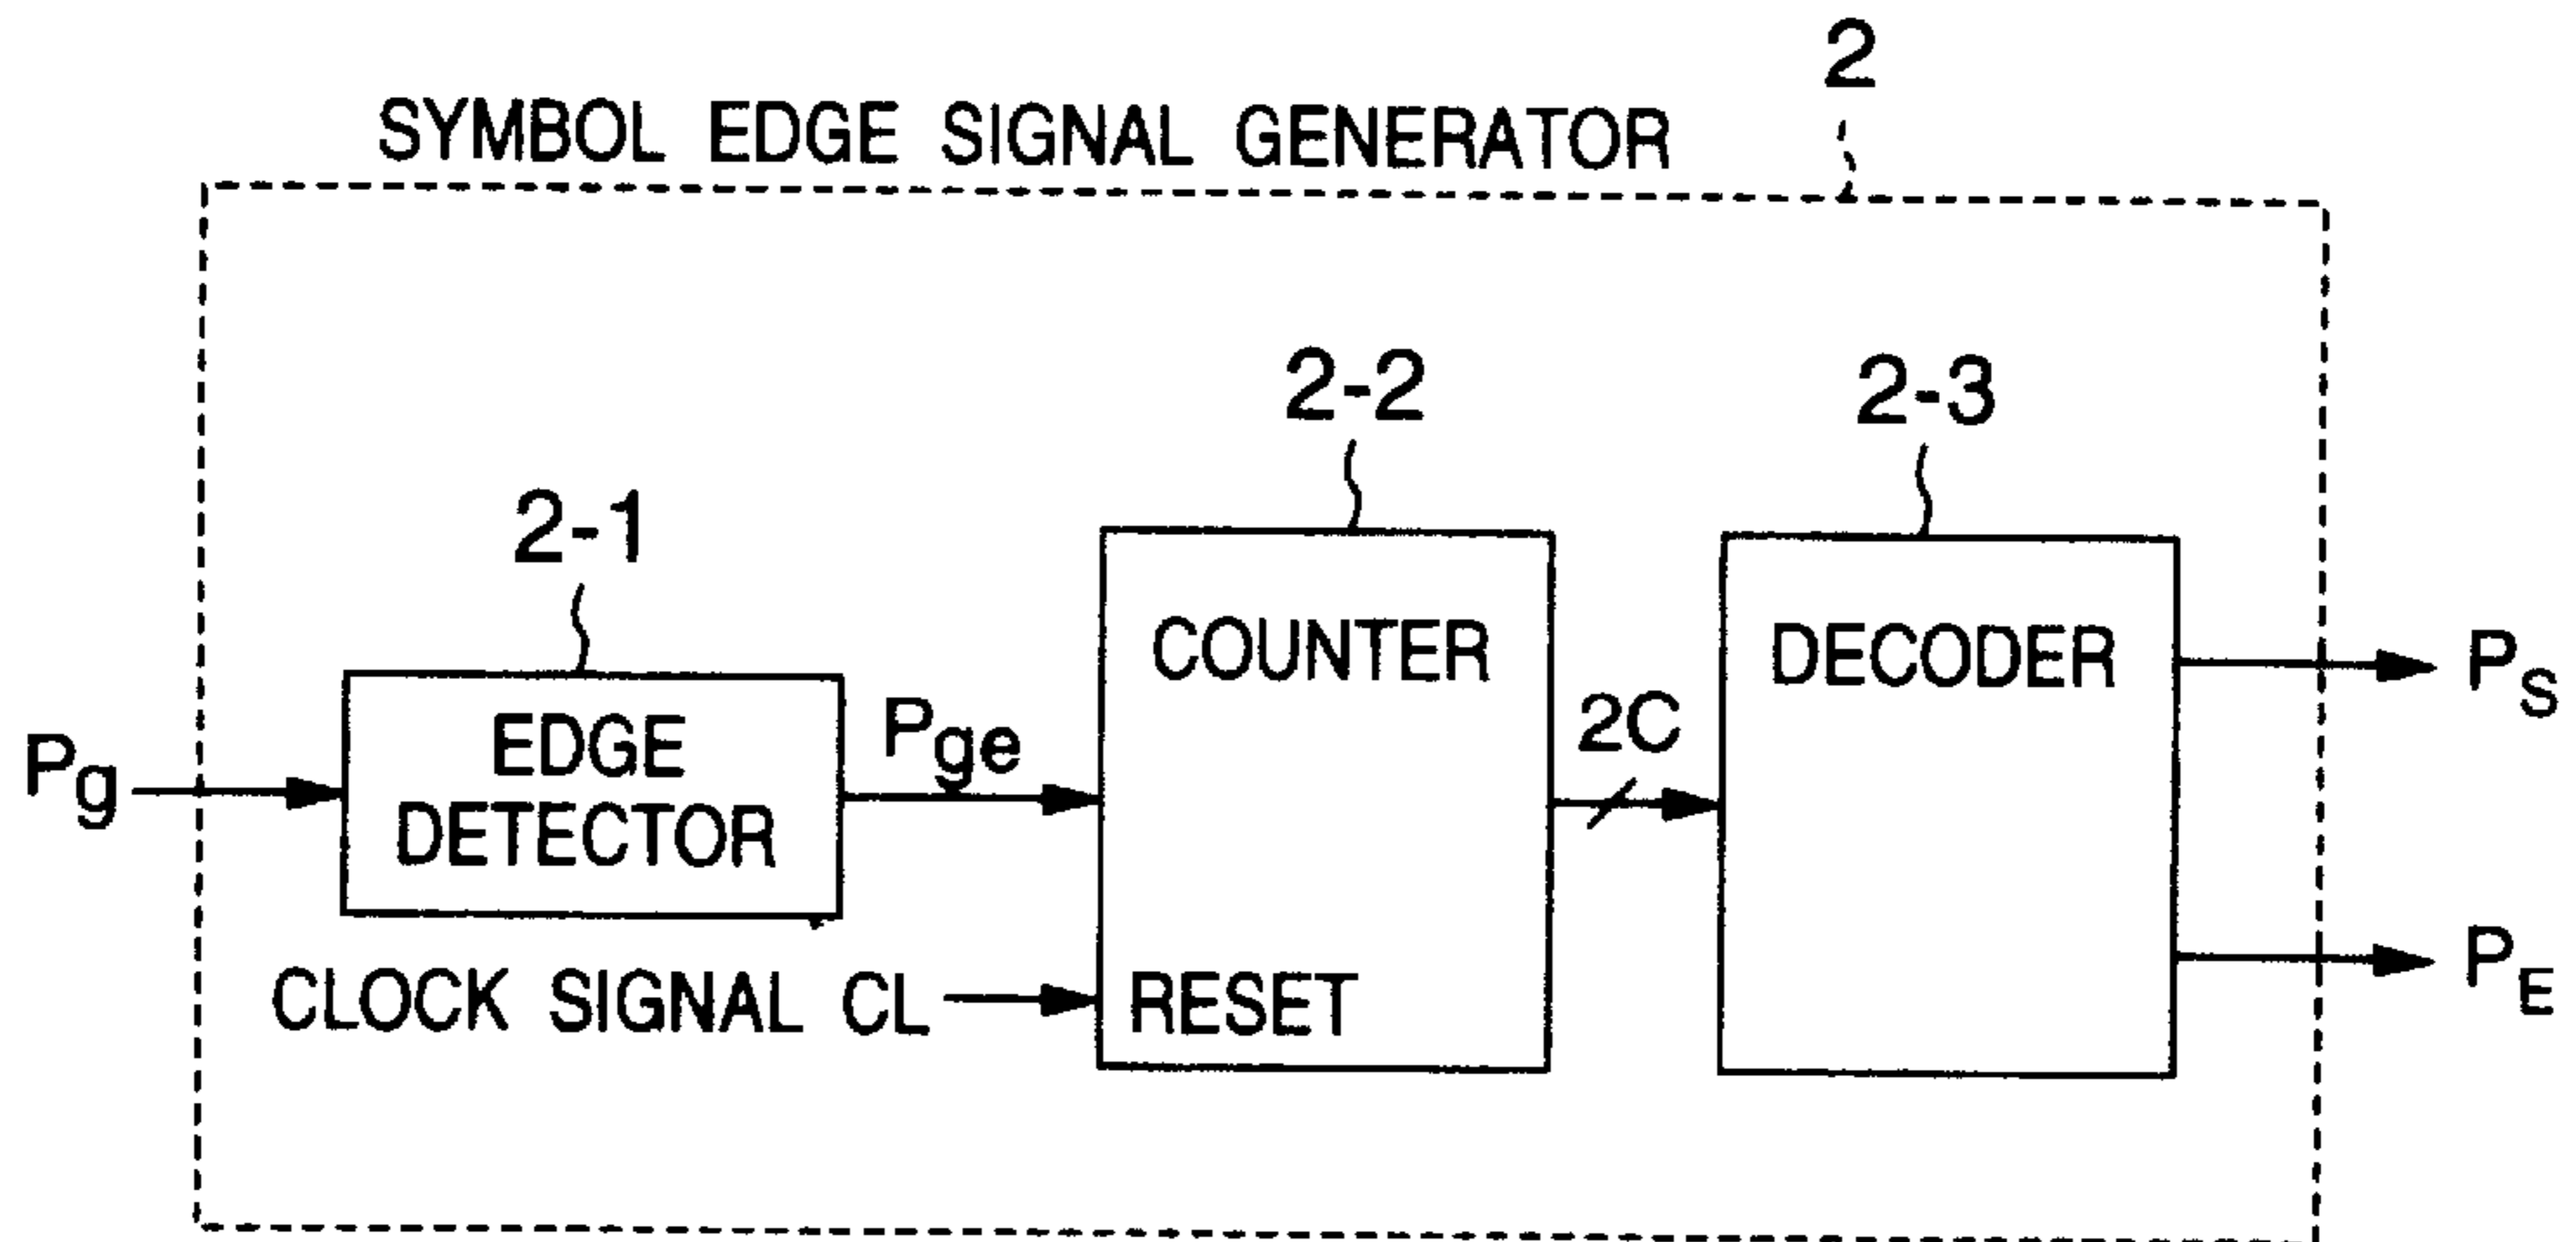 2
SYMBOL EDGE SIGNAL GENERATOR
2-1
2-2
2-3
Pg
EDGE
DETECTOR
Pge
COUNTER
2C
DECODER
PS
CLOCK SIGNAL CL
RESET
PE